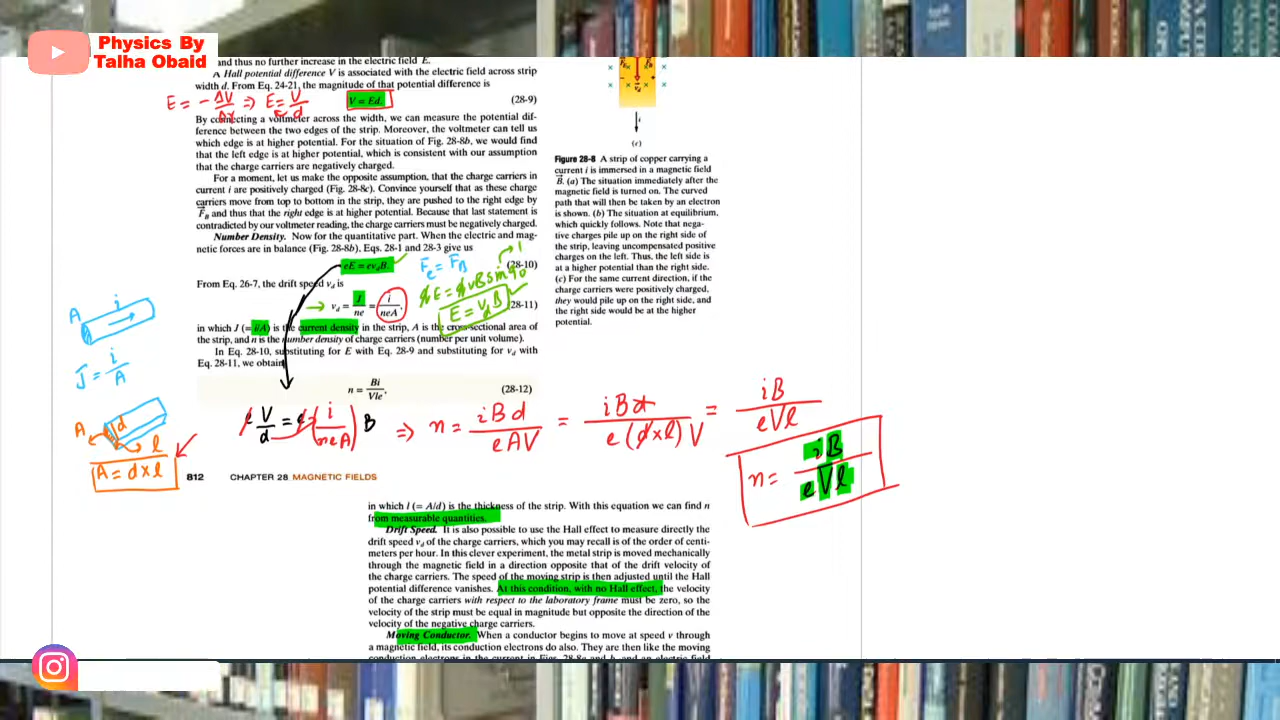 Physics By
Talha Obaid
and thus no further increase in the electric field E.
A Hall potential difference V is associated with the electric field across strip
width d. From Eq. 24-21, the magnitude of that potential difference is
E = - ΔV/Δx ⇒ E = V/d
V = Ed. (28-9)
By connecting a voltmeter across the width, we can measure the potential dif-
ference between the two edges of the strip. Moreover, the voltmeter can tell us
which edge is at higher potential. For the situation of Fig. 28-8b, we would find
that the left edge is at higher potential, which is consistent with our assumption
that the charge carriers are negatively charged.
For a moment, let us make the opposite assumption, that the charge carriers in
current i are positively charged (Fig. 28-8c). Convince yourself that as these charge
carriers move from top to bottom in the strip, they are pushed to the right edge by
F⃗B and thus that the right edge is at higher potential. Because that last statement is
contradicted by our voltmeter reading, the charge carriers must be negatively charged.
Number Density. Now for the quantitative part. When the electric and mag-
netic forces are in balance (Fig. 28-8b), Eqs. 28-1 and 28-3 give us
eE = evdB. (28-10)
Fe = FB
From Eq. 26-7, the drift speed vd is
qE = qvB sin 90
1
E = vdB
vd = J/ne = i/neA, (28-11)
in which J (= i/A) is the current density in the strip, A is the cross-sectional area of
the strip, and n is the number density of charge carriers (number per unit volume).
In Eq. 28-10, substituting for E with Eq. 28-9 and substituting for vd with
Eq. 28-11, we obtain
n = Bi/Vle, (28-12)
A i
J = i/A
A d l
A = d×l
e V/d = e (i/neA) B ⇒ n = iBd/eAV = iBd/e(d×l)V = iB/eVl
n = iB/eVl
(c)
Figure 28-8 A strip of copper carrying a
current i is immersed in a magnetic field
B⃗. (a) The situation immediately after the
magnetic field is turned on. The curved
path that will then be taken by an electron
is shown. (b) The situation at equilibrium,
which quickly follows. Note that nega-
tive charges pile up on the right side of
the strip, leaving uncompensated positive
charges on the left. Thus, the left side is
at a higher potential than the right side.
(c) For the same current direction, if the
charge carriers were positively charged,
they would pile up on the right side, and
the right side would be at the higher
potential.
812 CHAPTER 28 MAGNETIC FIELDS
in which l (= A/d) is the thickness of the strip. With this equation we can find n
from measurable quantities.
Drift Speed. It is also possible to use the Hall effect to measure directly the
drift speed vd of the charge carriers, which you may recall is of the order of centi-
meters per hour. In this clever experiment, the metal strip is moved mechanically
through the magnetic field in a direction opposite that of the drift velocity of
the charge carriers. The speed of the moving strip is then adjusted until the Hall
potential difference vanishes. At this condition, with no Hall effect, the velocity
of the charge carriers with respect to the laboratory frame must be zero, so the
velocity of the strip must be equal in magnitude but opposite the direction of the
velocity of the negative charge carriers.
Moving Conductor. When a conductor begins to move at speed v through
a magnetic field, its conduction electrons do also. They are then like the moving